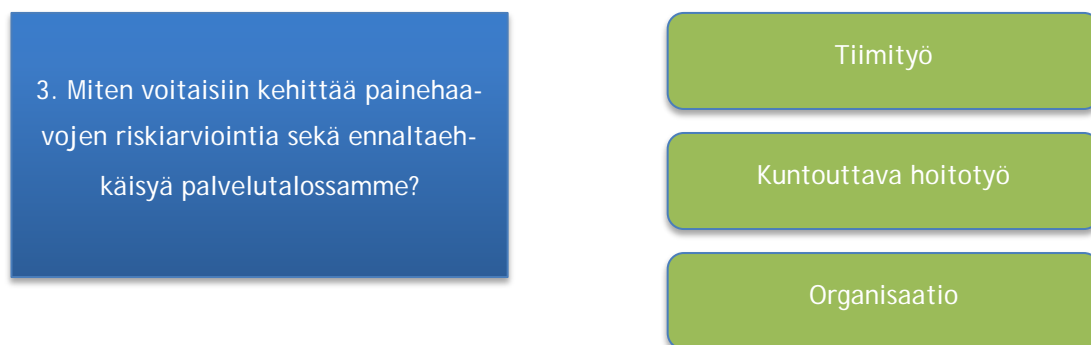 3. Miten voitaisiin kehittää painehaa-
vojen riskiarviointia sekä ennaltaeh-
käisyä palvelutalossamme?
Tiimityö
Kuntouttava hoitotyö
Organisaatio